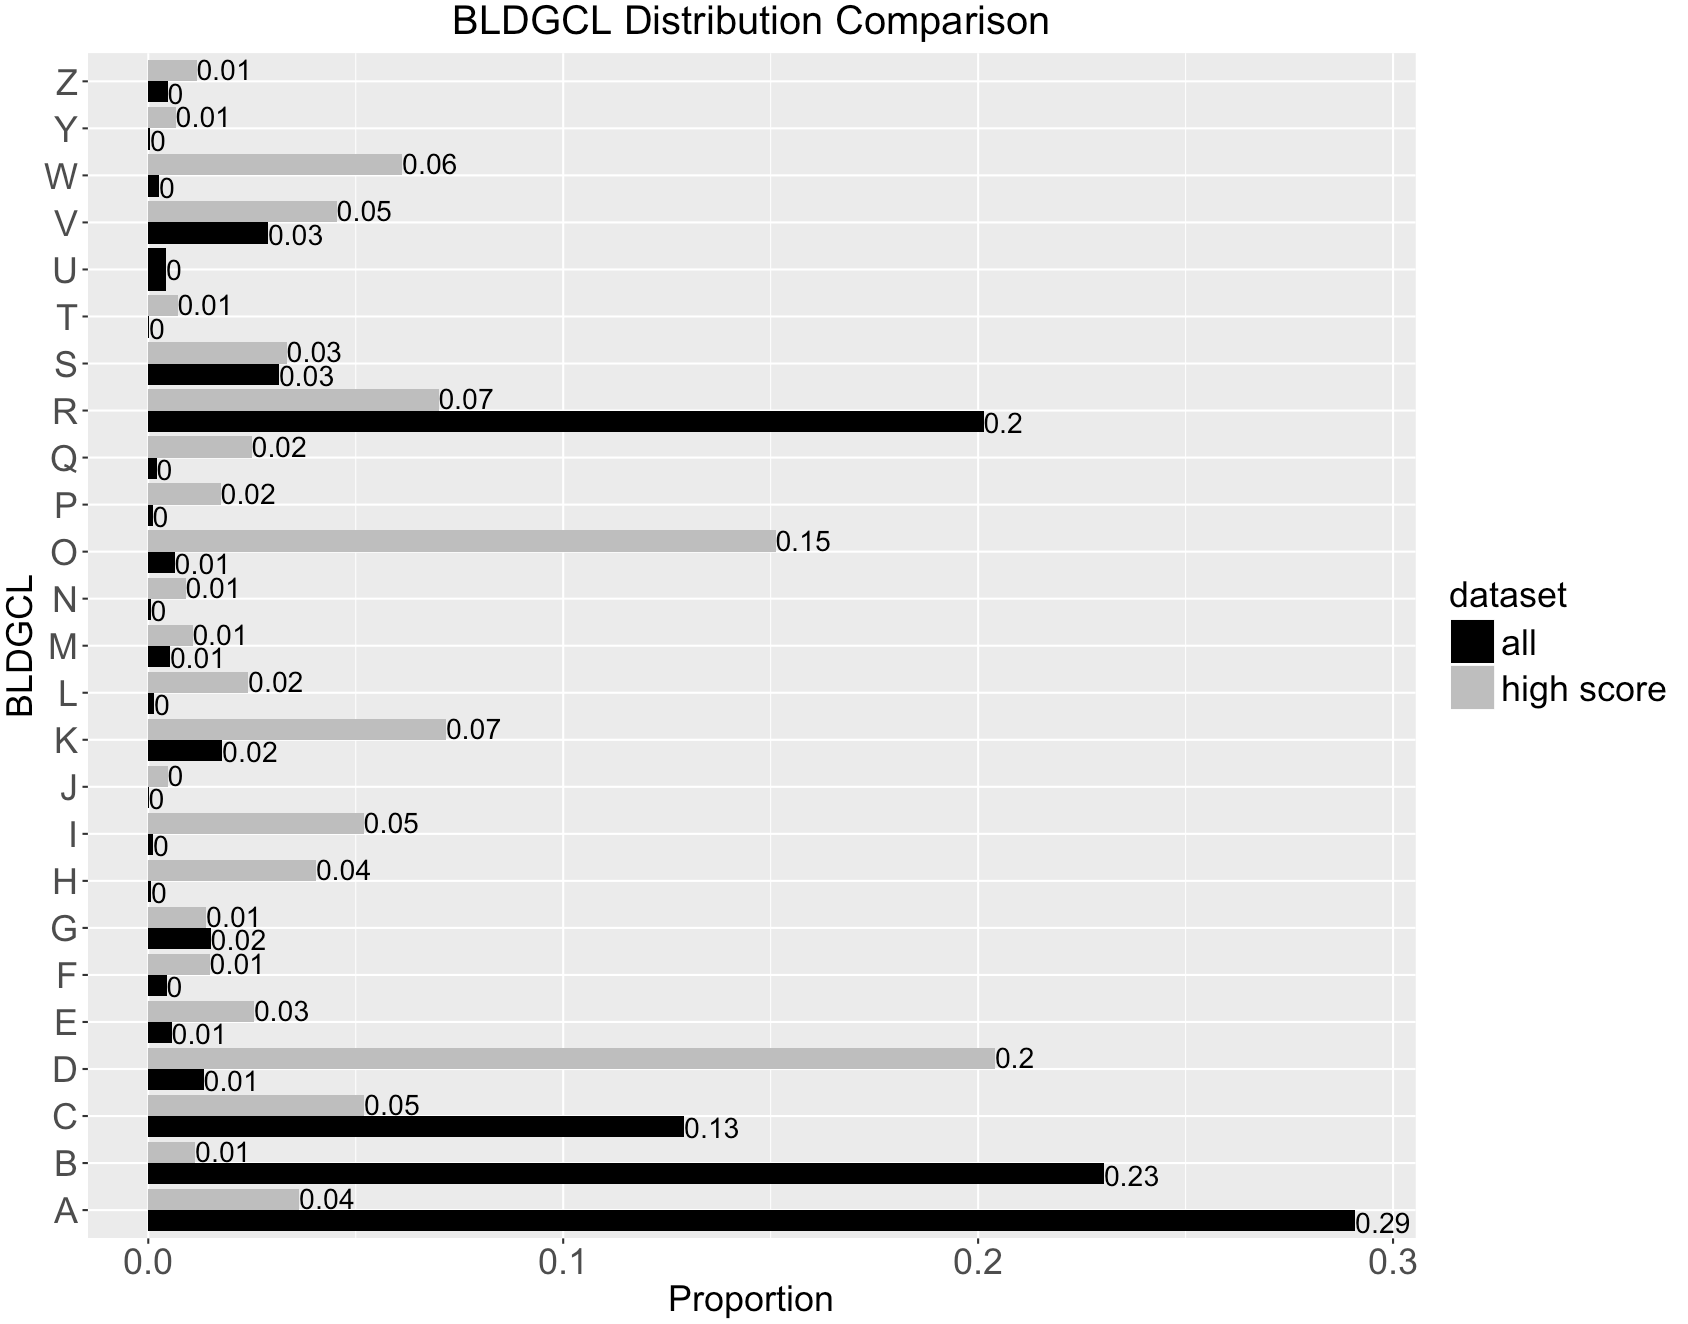 BLDGCL Distribution Comparison
BLDGCL
Z 0.01
0
Y 0.01
0
W 0.06
0
V 0.05
0.03
U 0
T 0.01
0
S 0.03
0.03
R 0.07
0.2
Q 0.02
0
P 0.02
0
O 0.15
0.01
N 0.01
0
M 0.01
0.01
L 0.02
0
K 0.07
0.02
J 0
0
I 0.05
0
H 0.04
0
G 0.01
0.02
F 0.01
0
E 0.03
0.01
D 0.2
0.01
C 0.05
0.13
B 0.01
0.23
A 0.04
0.29
0.0 0.1 0.2 0.3
Proportion
dataset
all
high score